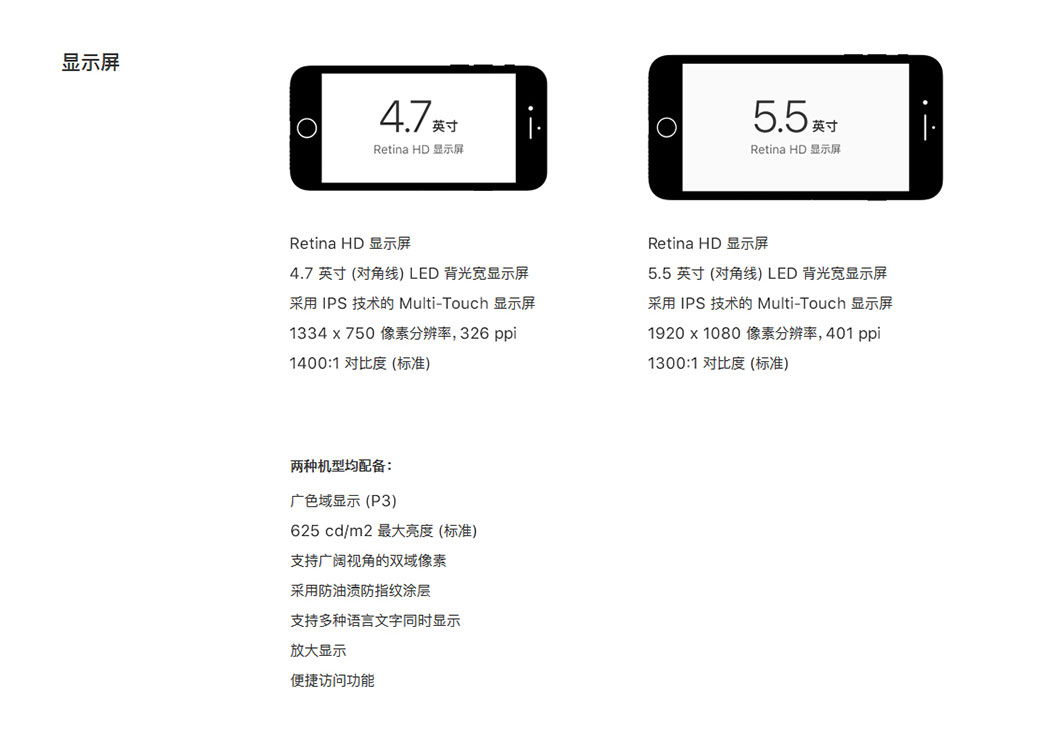 显示屏
4.7 英寸
Retina HD 显示屏
5.5 英寸
Retina HD 显示屏
Retina HD 显示屏
4.7 英寸 (对角线) LED 背光宽显示屏
采用 IPS 技术的 Multi-Touch 显示屏
1334 x 750 像素分辨率, 326 ppi
1400:1 对比度 (标准)
Retina HD 显示屏
5.5 英寸 (对角线) LED 背光宽显示屏
采用 IPS 技术的 Multi-Touch 显示屏
1920 x 1080 像素分辨率, 401 ppi
1300:1 对比度 (标准)
两种机型均配备：
广色域显示 (P3)
625 cd/m2 最大亮度 (标准)
支持广阔视角的双域像素
采用防油渍防指纹涂层
支持多种语言文字同时显示
放大显示
便捷访问功能